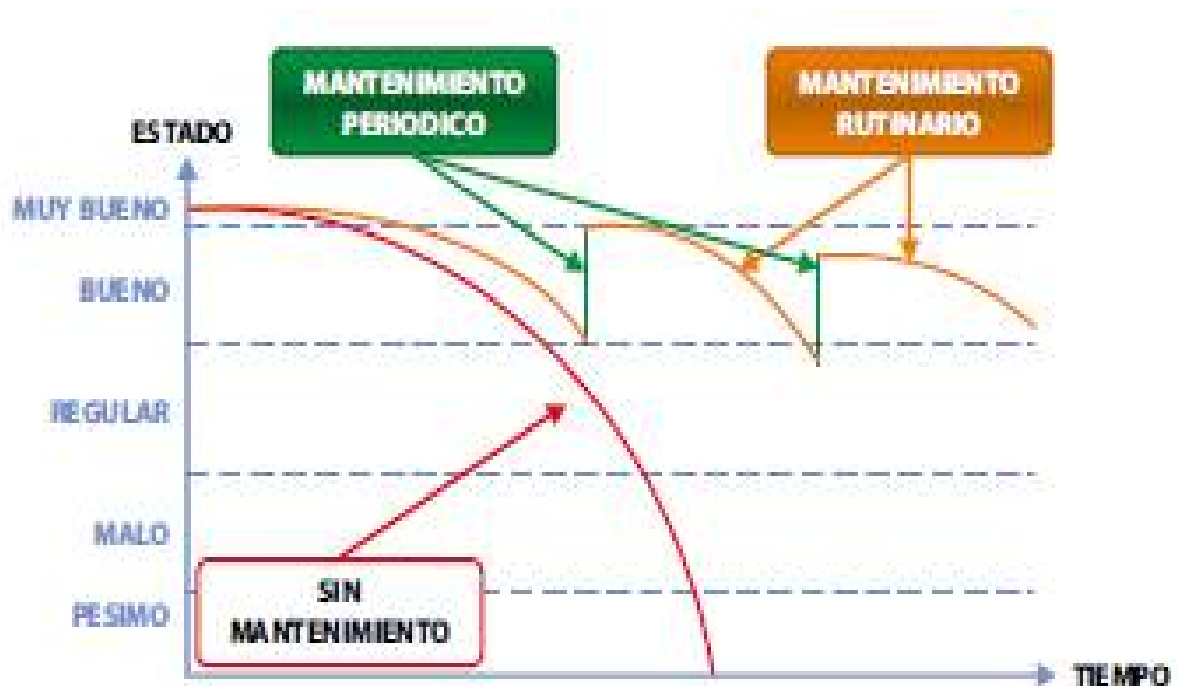 MANTENIMIENTO
PERIODICO
MANTENIMIENTO
RUTINARIO
ESTADO
MUY BUENO
BUENO
REGULAR
MALO
PESIMO
SIN
MANTENIMIENTO
TIEMPO